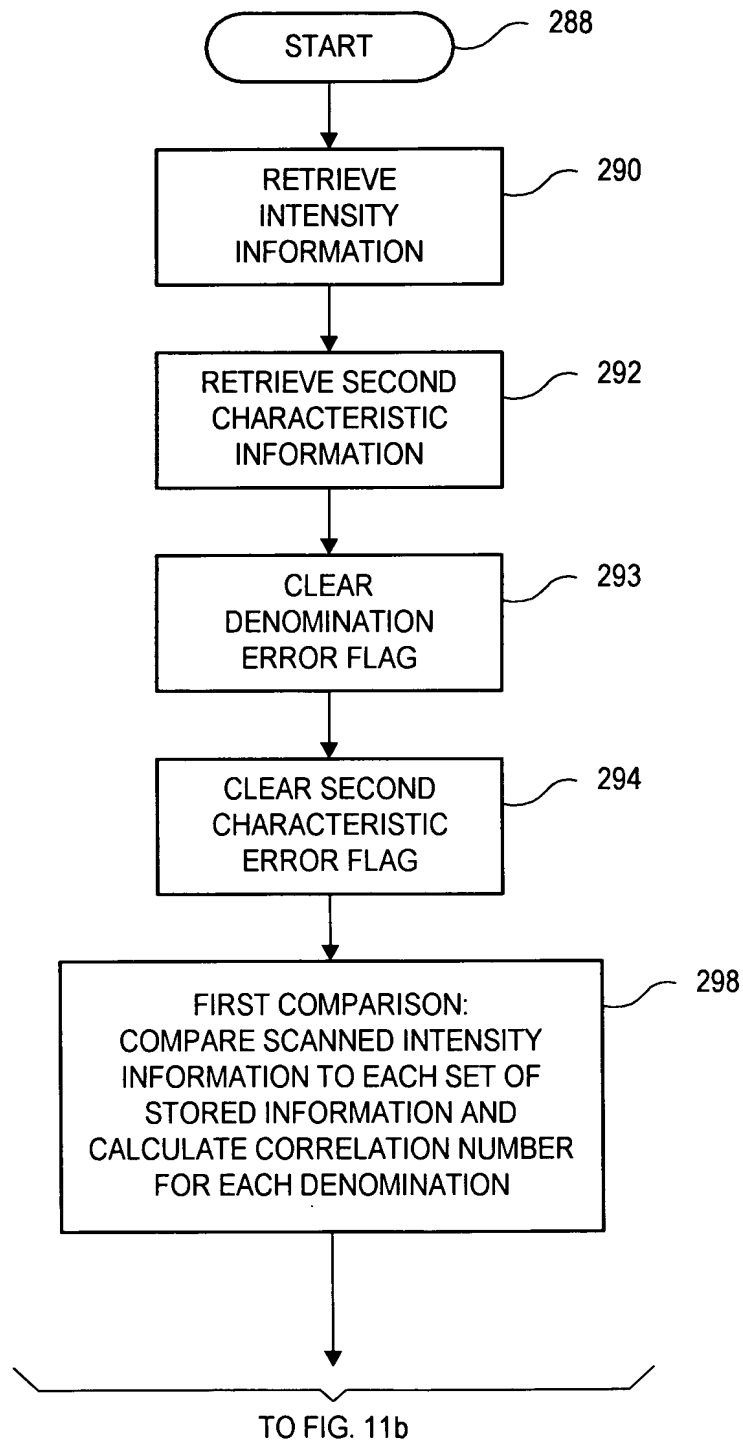 START
288
RETRIEVE
INTENSITY
INFORMATION
290
RETRIEVE SECOND
CHARACTERISTIC
INFORMATION
292
CLEAR
DENOMINATION
ERROR FLAG
293
CLEAR SECOND
CHARACTERISTIC
ERROR FLAG
294
FIRST COMPARISON:
COMPARE SCANNED INTENSITY
INFORMATION TO EACH SET OF
STORED INFORMATION AND
CALCULATE CORRELATION NUMBER
FOR EACH DENOMINATION
298
TO FIG. 11b